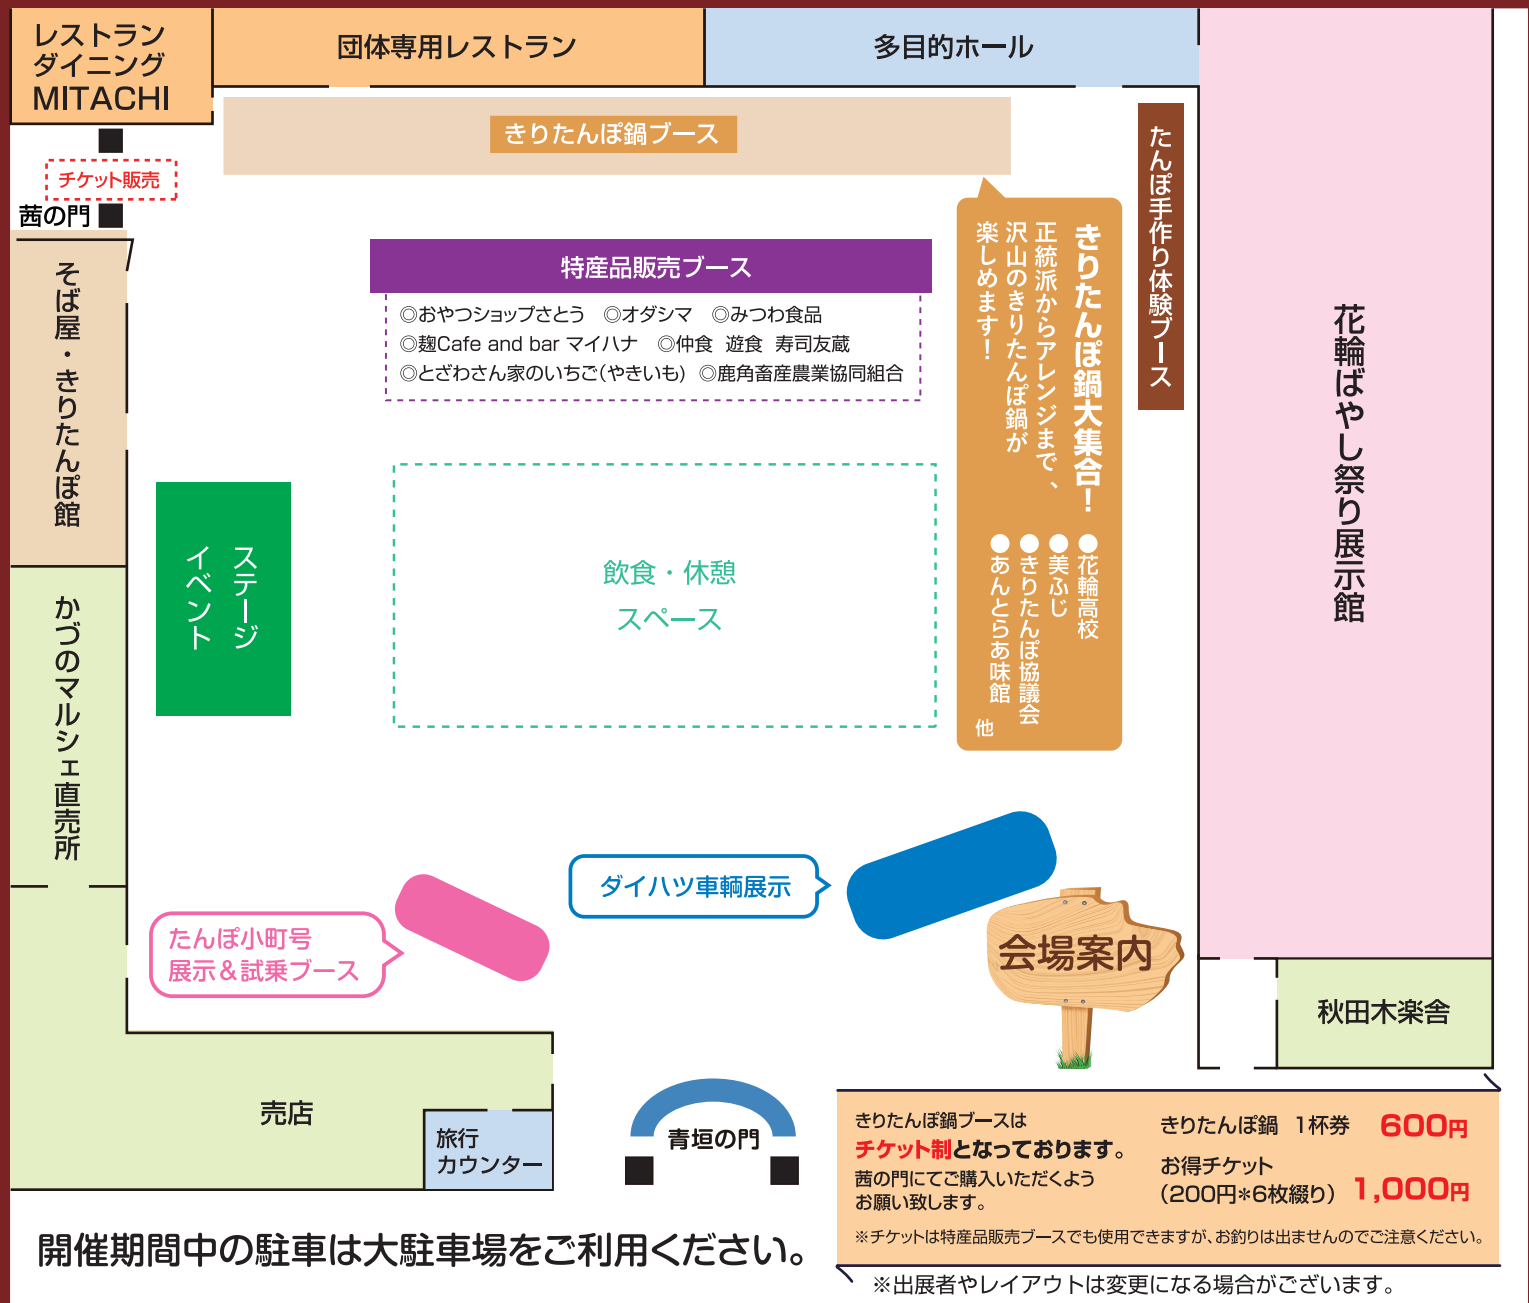 レストラン
ダイニング
MITACHI
団体専用レストラン
多目的ホール
きりたんぽ鍋ブース
たんぽ手作り体験ブース
チケット販売
茜の門
特産品販売ブース
◎おやつショップさとう ◎オダシマ ◎みつわ食品
◎麹Cafe and bar マイハナ ◎仲食 遊食 寿司友蔵
◎とざわさん家のいちご(やきいも) ◎鹿角畜産農業協同組合
きりたんぽ鍋大集合！
正統派からアレンジまで、
沢山のきりたんぽ鍋が
楽しめます！
●花輪高校
●美ふじ
●きりたんぽ協議会
●あんとらあ味館
他
そば屋・きりたんぽ館
花輪ばやし祭り展示館
ステージ
イベント
飲食・休憩
スペース
かづのマルシェ直売所
ダイハツ車輌展示
たんぽ小町号
展示＆試乗ブース
会場案内
秋田木楽舎
売店
旅行
カウンター
青垣の門
きりたんぽ鍋ブースは
チケット制となっております。
茜の門にてご購入いただくよう
お願い致します。
きりたんぽ鍋 1杯券 600円
お得チケット
(200円*6枚綴り) 1,000円
※チケットは特産品販売ブースでも使用できますが、お釣りは出ませんのでご注意ください。
開催期間中の駐車は大駐車場をご利用ください。
※出展者やレイアウトは変更になる場合がございます。